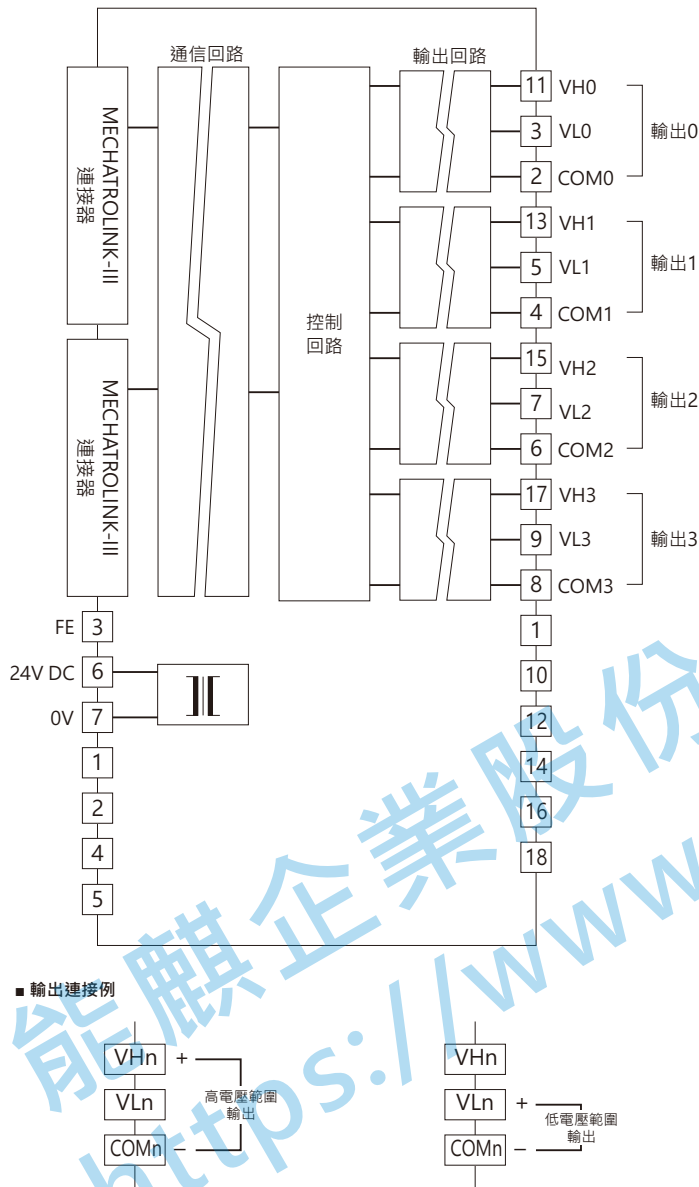 通信回路
輸出回路
MECHATROLINK-III
連接器
MECHATROLINK-III
連接器
控制
回路
11 VH0
3 VL0
2 COM0
輸出0
13 VH1
5 VL1
4 COM1
輸出1
15 VH2
7 VL2
6 COM2
輸出2
17 VH3
9 VL3
8 COM3
輸出3
1
10
12
14
16
18
FE 3
24V DC 6
0V 7
1
2
4
5
■ 輸出連接例
VHn +
VLn
COMn −
高電壓範圍
輸出
VHn
VLn +
COMn −
低電壓範圍
輸出
能麒企業股份
https://www